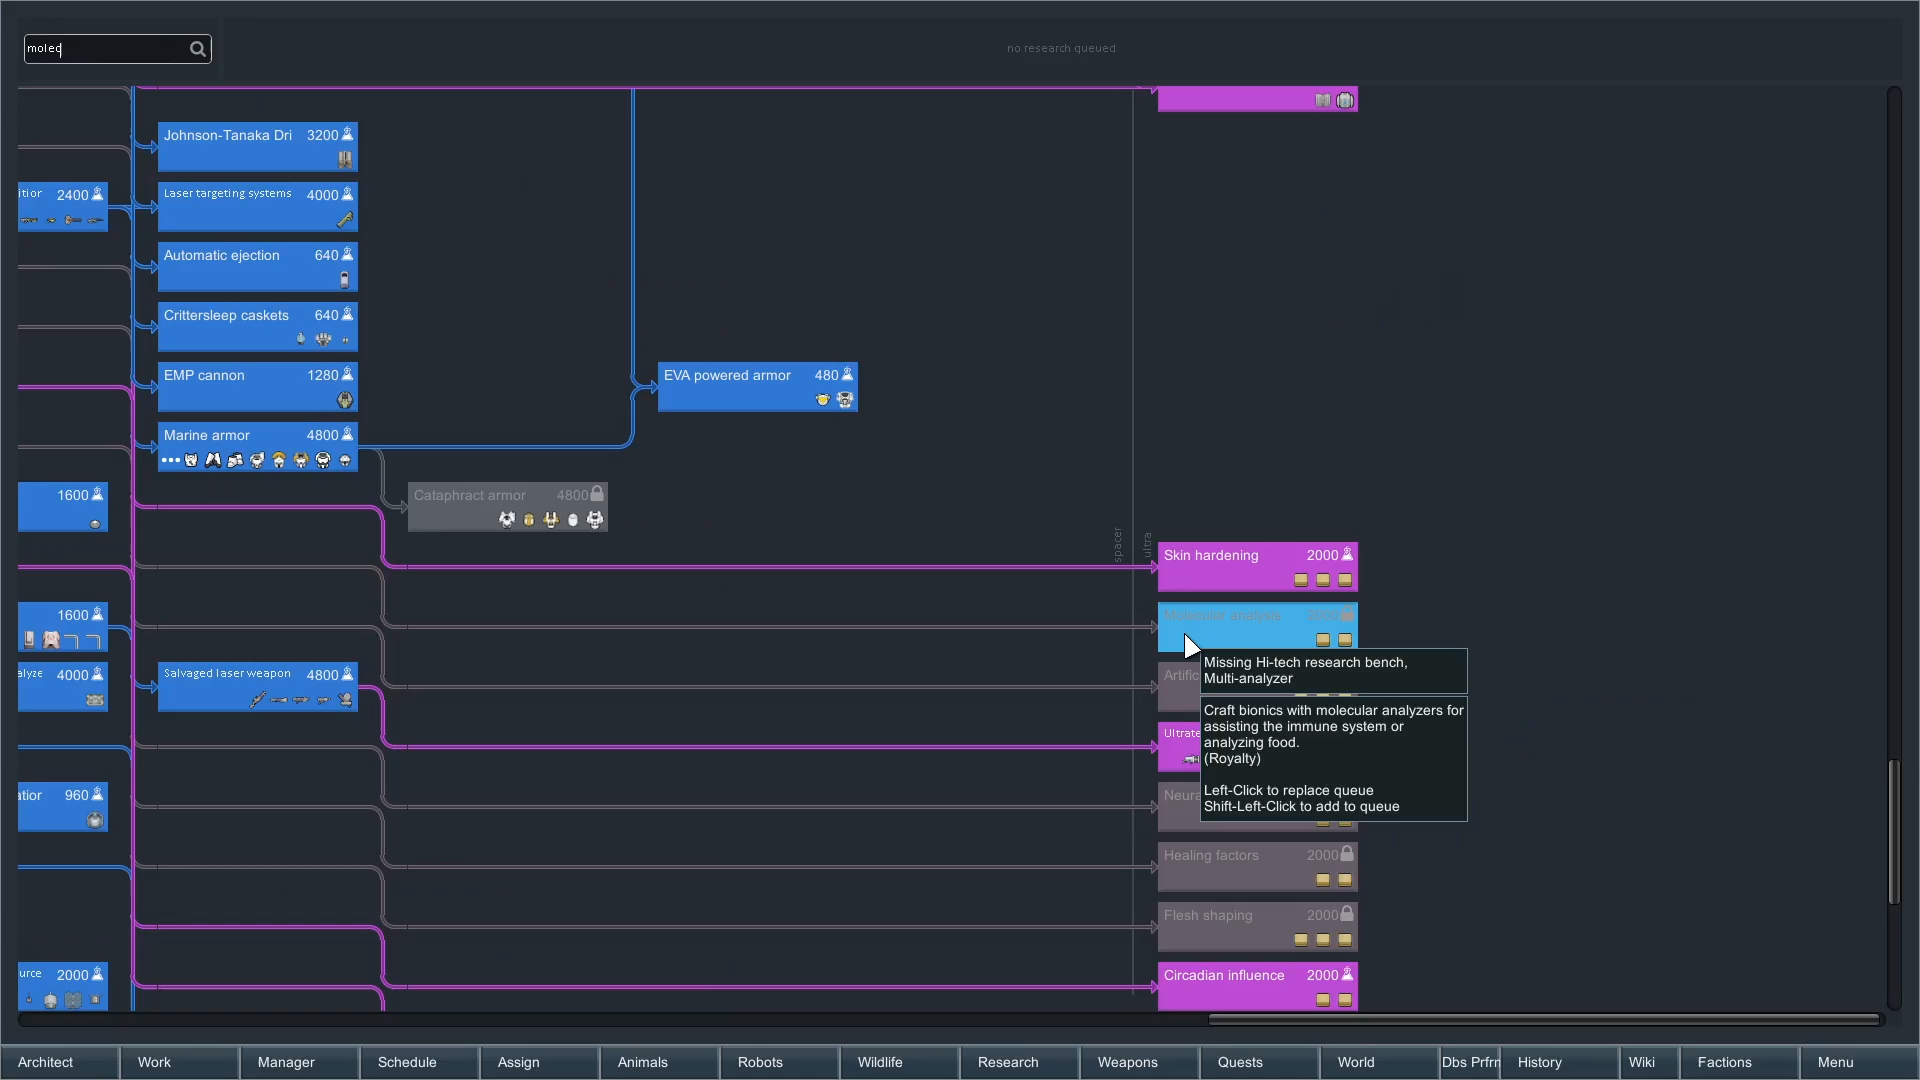 molec
no research queued
Johnson-Tanaka Dri 3200
itior 2400
Laser targeting systems 4000
Automatic ejection 640
Crittersleep caskets 640
EMP cannon 1280
EVA powered armor 480
Marine armor 4800
1600
Cataphract armor 4800
spacer
ultra
Skin hardening 2000
1600
Molecular analysis 2000
Missing Hi-tech research bench,
Multi-analyzer
alyze 4000
Salvaged laser weapon 4800
Artific
Craft bionics with molecular analyzers for
assisting the immune system or
analyzing food.
(Royalty)
Left-Click to replace queue
Shift-Left-Click to add to queue
Ultrate
atior 960
Neura
Healing factors 2000
Flesh shaping 2000
urce 2000
Circadian influence 2000
Architect
Work
Manager
Schedule
Assign
Animals
Robots
Wildlife
Research
Weapons
Quests
World
Dbs Prfrn
History
Wiki
Factions
Menu